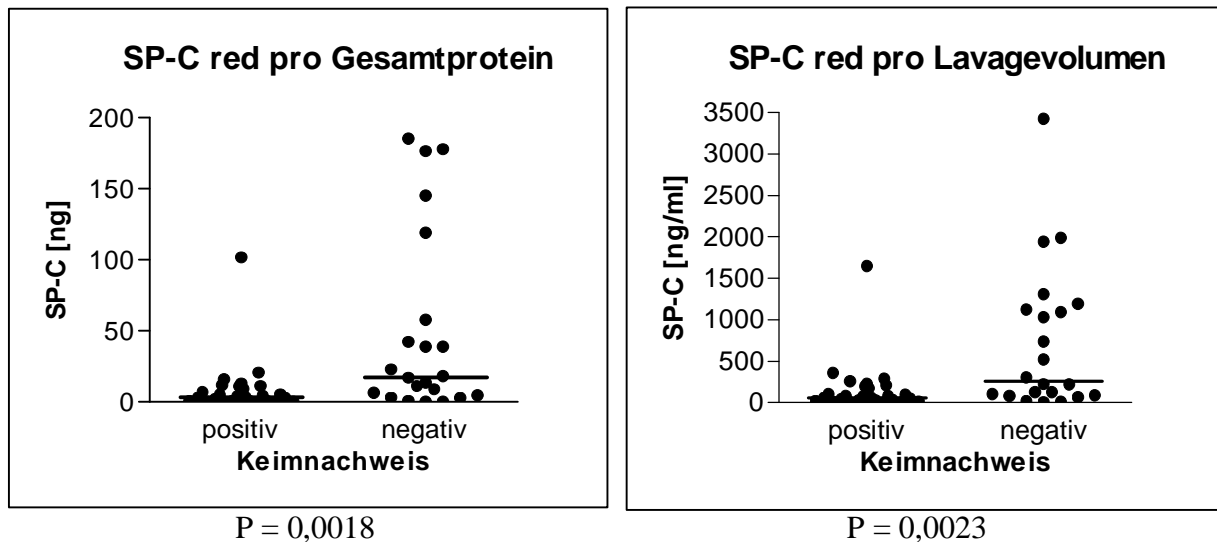 SP-C red pro Gesamtprotein
200
150
100
50
0
SP-C [ng]
positiv negativ
Keimnachweis
P = 0,0018
SP-C red pro Lavagevolumen
3500
3000
2500
2000
1500
1000
500
0
SP-C [ng/ml]
positiv negativ
Keimnachweis
P = 0,0023